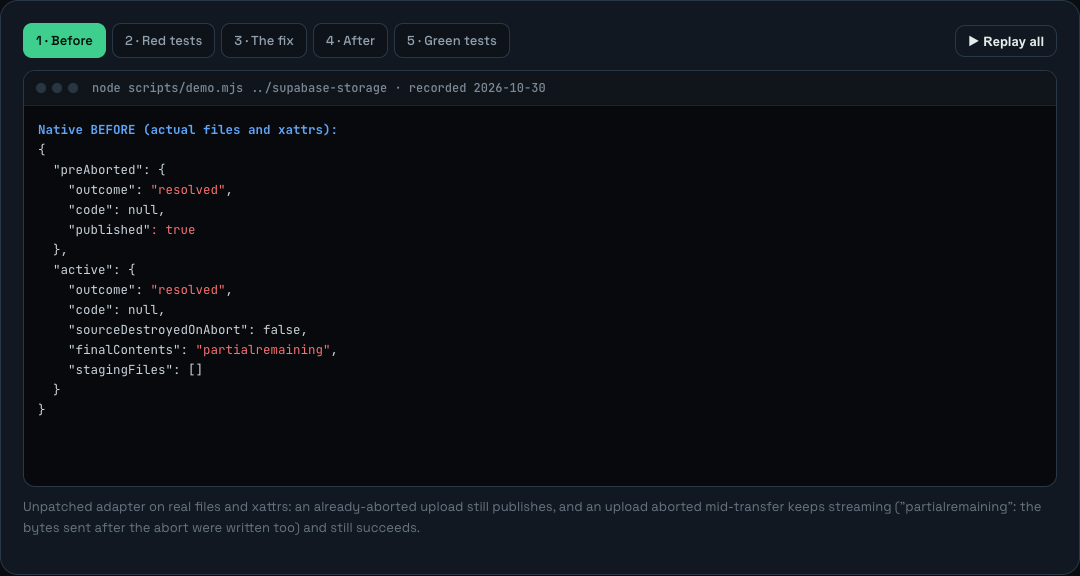 1 · Before
2 · Red tests
3 · The fix
4 · After
5 · Green tests
▶ Replay all
node scripts/demo.mjs ../supabase-storage · recorded 2026-10-30
Native BEFORE (actual files and xattrs):
{
  "preAborted": {
    "outcome": "resolved",
    "code": null,
    "published": true
  },
  "active": {
    "outcome": "resolved",
    "code": null,
    "sourceDestroyedOnAbort": false,
    "finalContents": "partialremaining",
    "stagingFiles": []
  }
}
Unpatched adapter on real files and xattrs: an already-aborted upload still publishes, and an upload aborted mid-transfer keeps streaming ("partialremaining": the
bytes sent after the abort were written too) and still succeeds.